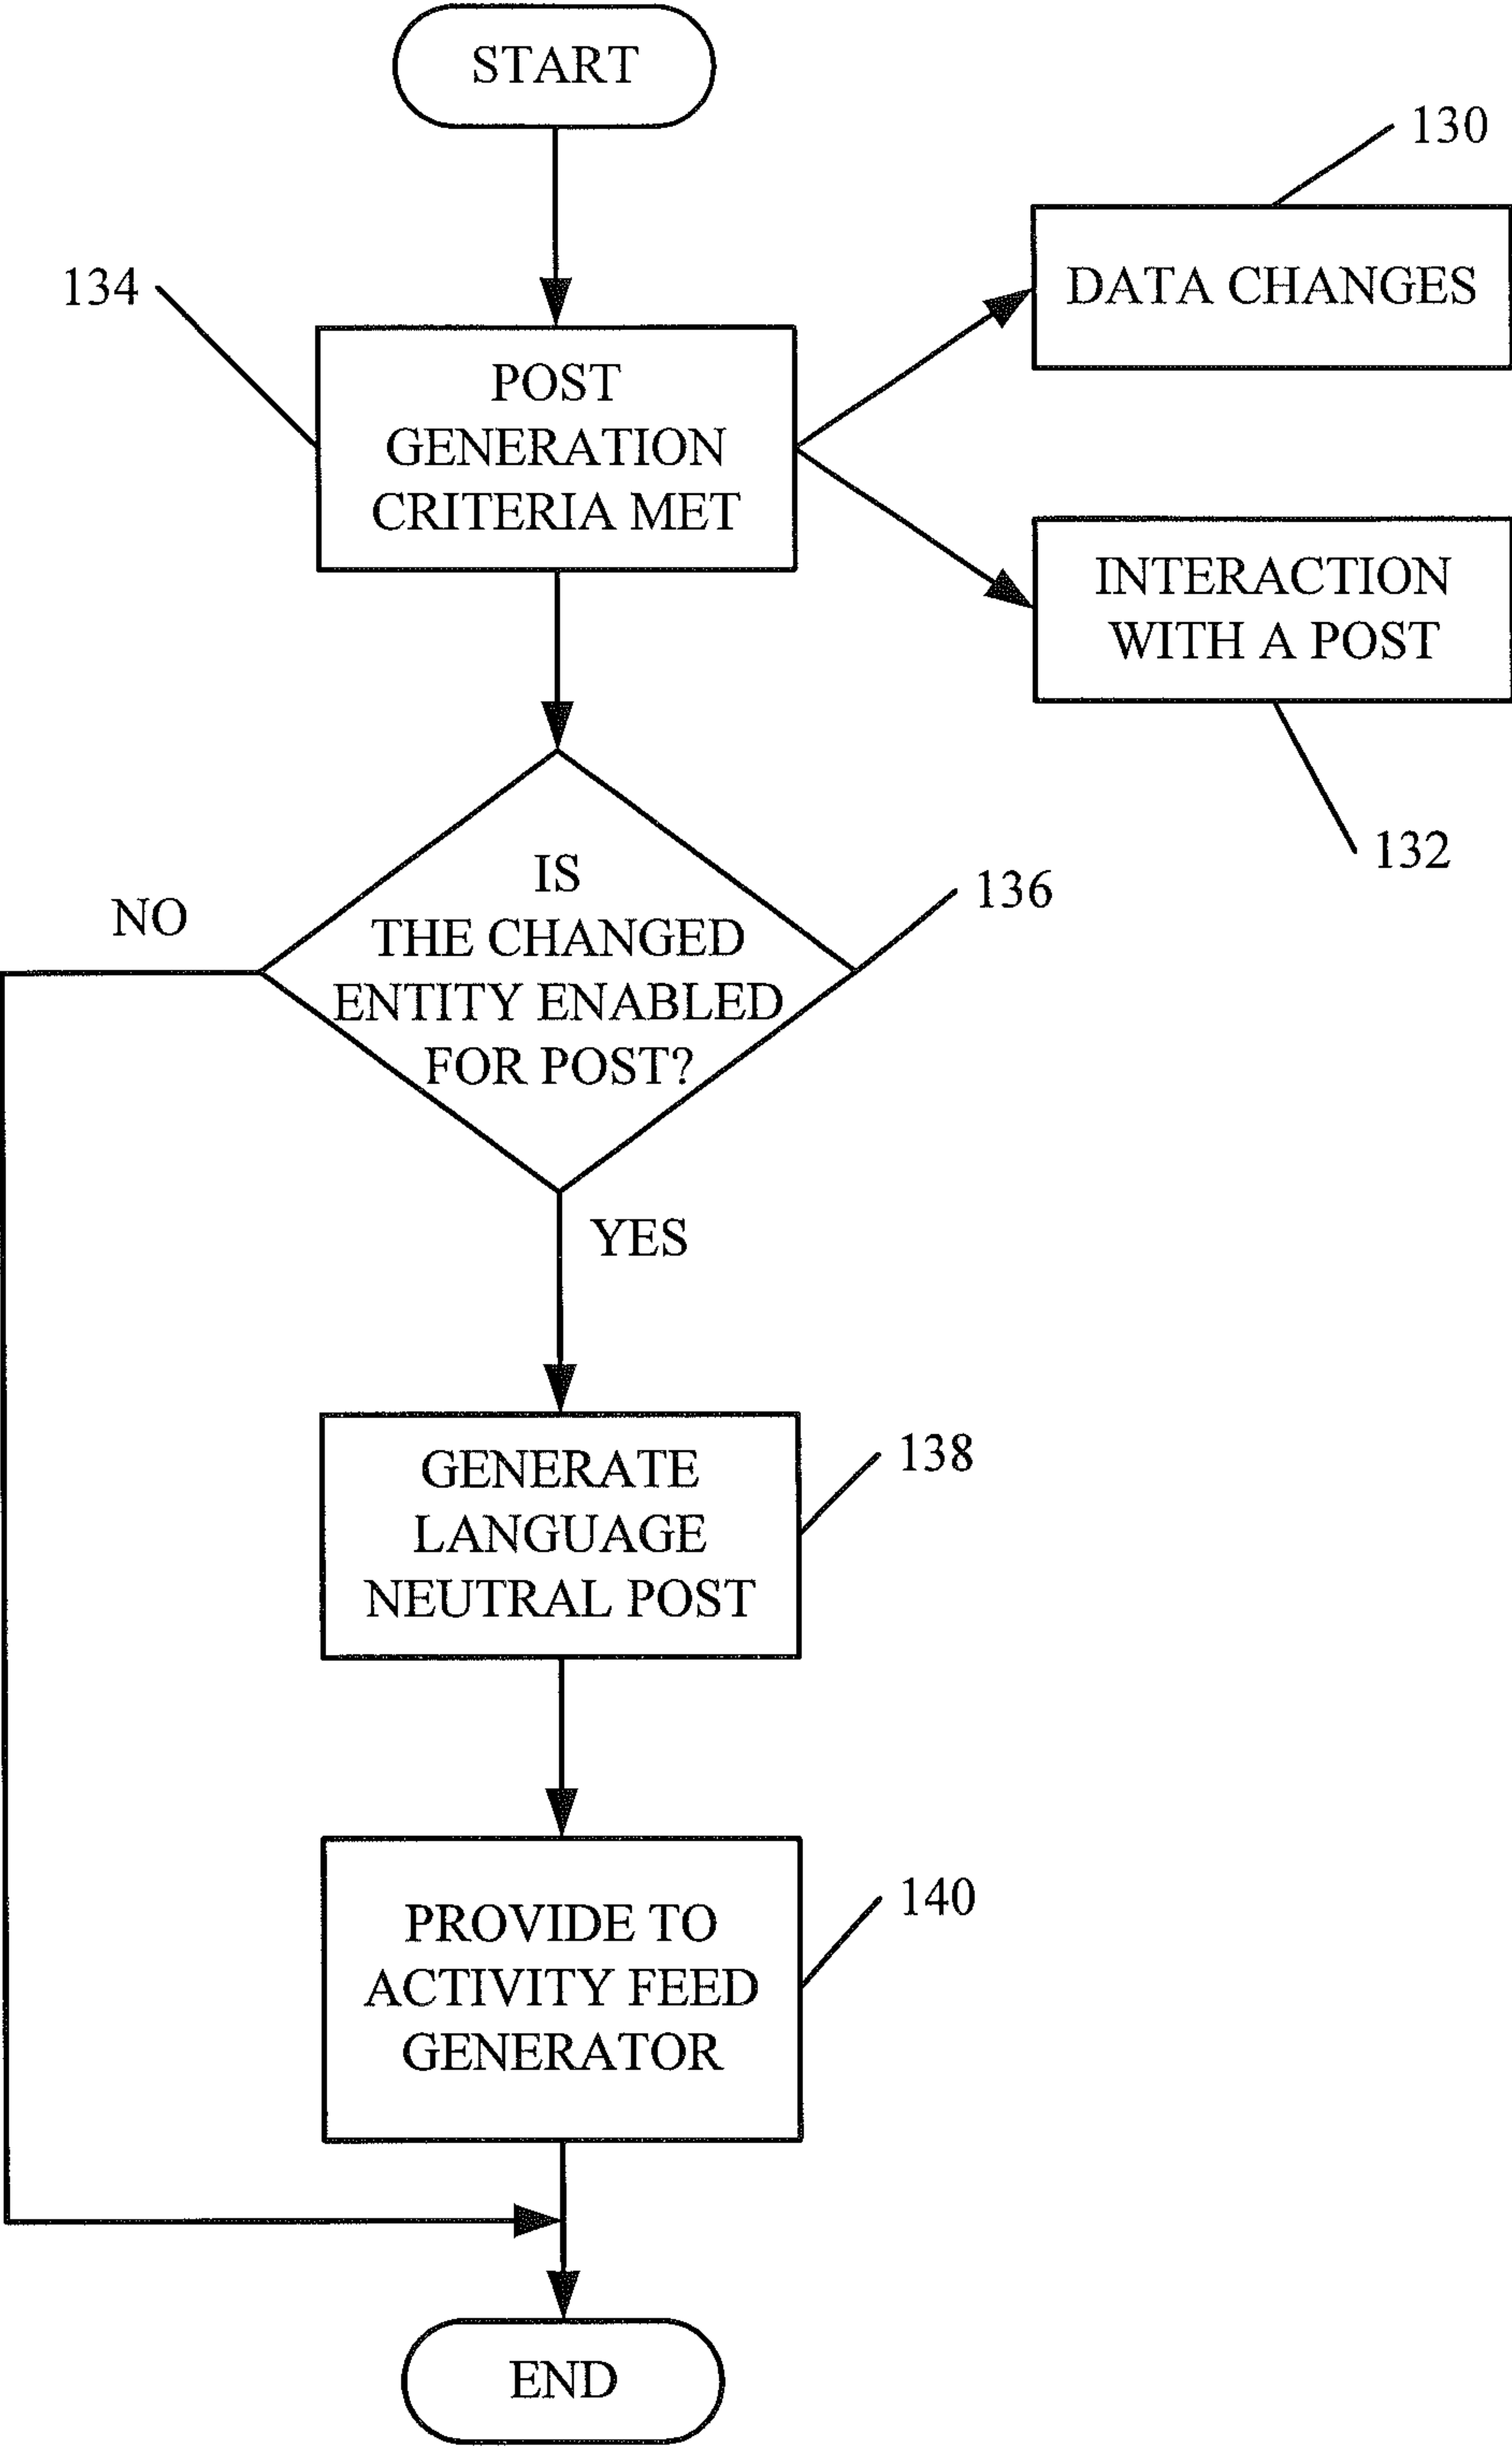 START
130
DATA CHANGES
134
POST
GENERATION
CRITERIA MET
INTERACTION
WITH A POST
132
IS
THE CHANGED
ENTITY ENABLED
FOR POST?
136
NO
YES
GENERATE
LANGUAGE
NEUTRAL POST
138
PROVIDE TO
ACTIVITY FEED
GENERATOR
140
END